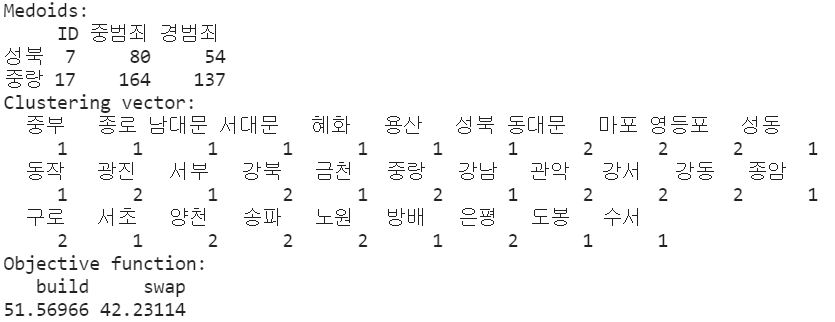 Medoids:
ID 중범죄 경범죄
성북 7 80 54
중랑 17 164 137
Clustering vector:
중부 종로 남대문 서대문 혜화 용산 성북 동대문 마포 영등포 성동
1 1 1 1 1 1 1 2 2 2 1
동작 광진 서부 강북 금천 중랑 강남 관악 강서 강동 종암
1 2 1 2 1 2 1 2 2 2 1
구로 서초 양천 송파 노원 방배 은평 도봉 수서
2 1 2 2 2 1 2 1 1
Objective function:
build swap
51.56966 42.23114